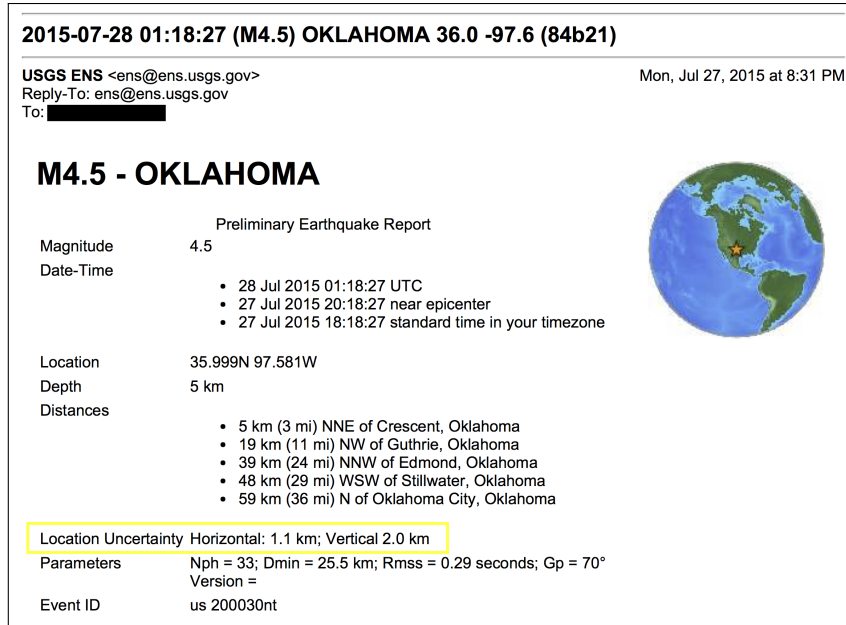 2015-07-28 01:18:27 (M4.5) OKLAHOMA 36.0 -97.6 (84b21)
USGS ENS <ens@ens.usgs.gov> Mon, Jul 27, 2015 at 8:31 PM
Reply-To: ens@ens.usgs.gov
To:
M4.5 - OKLAHOMA
Preliminary Earthquake Report
Magnitude 4.5
Date-Time
• 28 Jul 2015 01:18:27 UTC
• 27 Jul 2015 20:18:27 near epicenter
• 27 Jul 2015 18:18:27 standard time in your timezone
Location 35.999N 97.581W
Depth 5 km
Distances
• 5 km (3 mi) NNE of Crescent, Oklahoma
• 19 km (11 mi) NW of Guthrie, Oklahoma
• 39 km (24 mi) NNW of Edmond, Oklahoma
• 48 km (29 mi) WSW of Stillwater, Oklahoma
• 59 km (36 mi) N of Oklahoma City, Oklahoma
Location Uncertainty Horizontal: 1.1 km; Vertical 2.0 km
Parameters Nph = 33; Dmin = 25.5 km; Rmss = 0.29 seconds; Gp = 70°
Version =
Event ID us 200030nt